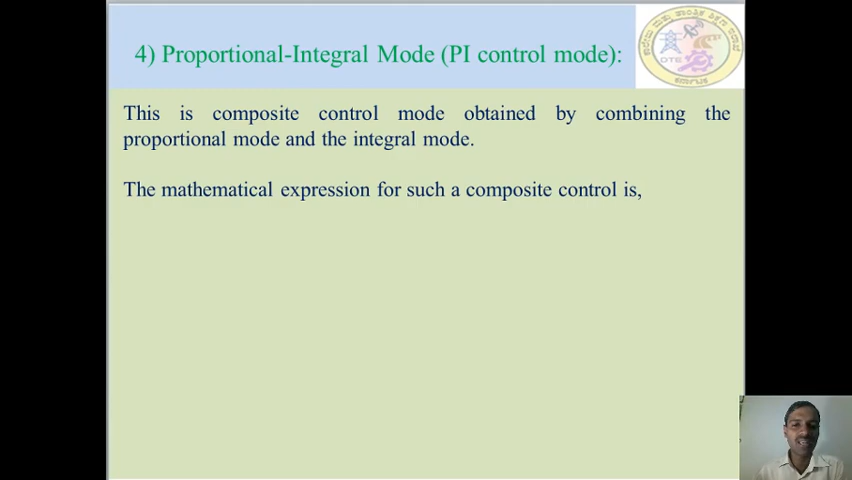 4) Proportional-Integral Mode (PI control mode):
This is composite control mode obtained by combining the
proportional mode and the integral mode.
The mathematical expression for such a composite control is,
DTE